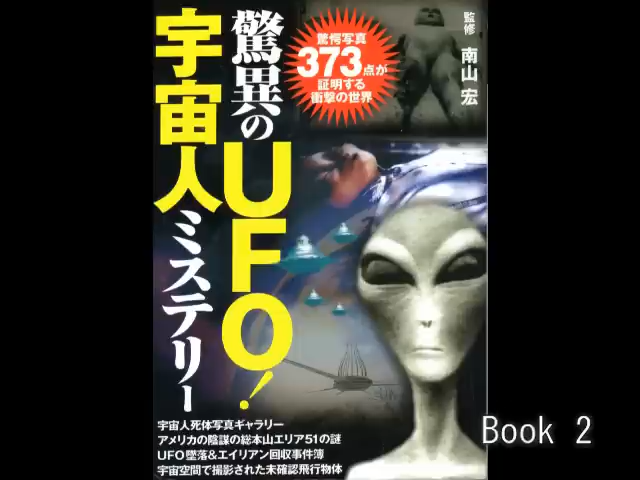 驚異の
UFO!
宇宙人
ミステリー
驚愕写真
373点が
証明する
衝撃の世界
監修 南山 宏
宇宙人死体写真ギャラリー
アメリカの陰謀の総本山エリア51の謎
UFO墜落&エイリアン回収事件簿
宇宙空間で撮影された未確認飛行物体
Book 2